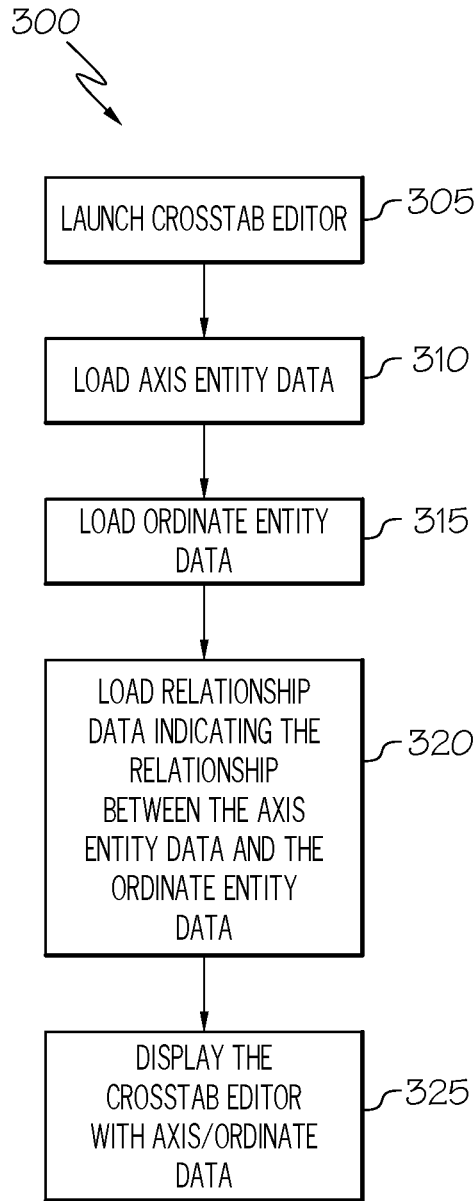 300
LAUNCH CROSSTAB EDITOR
305
LOAD AXIS ENTITY DATA
310
LOAD ORDINATE ENTITY
DATA
315
LOAD RELATIONSHIP
DATA INDICATING THE
RELATIONSHIP
BETWEEN THE AXIS
ENTITY DATA AND THE
ORDINATE ENTITY
DATA
320
DISPLAY THE
CROSSTAB EDITOR
WITH AXIS/ORDINATE
DATA
325